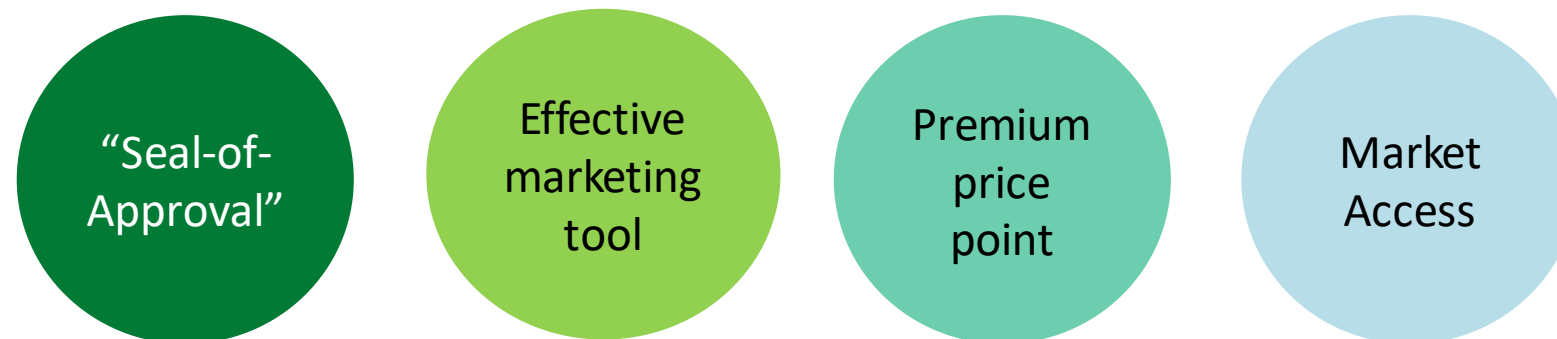 “Seal-of-
Approval”
Effective
marketing
tool
Premium
price
point
Market
Access